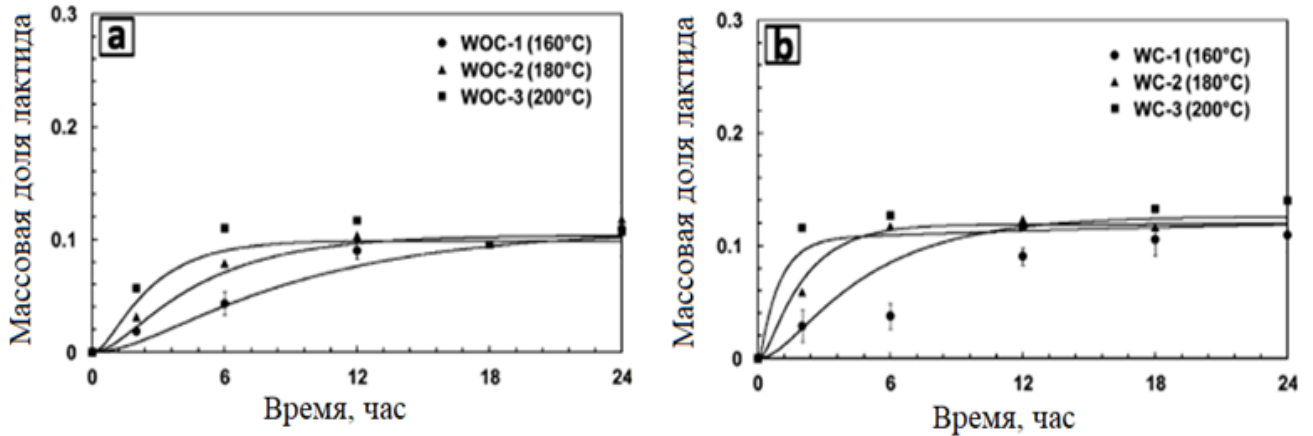 Массовая доля лактида
a
WOC-1 (160°C)
WOC-2 (180°C)
WOC-3 (200°C)
0.3
0.2
0.1
0
0 6 12 18 24
Время, час
Массовая доля лактида
b
WC-1 (160°C)
WC-2 (180°C)
WC-3 (200°C)
0.3
0.2
0.1
0
0 6 12 18 24
Время, час